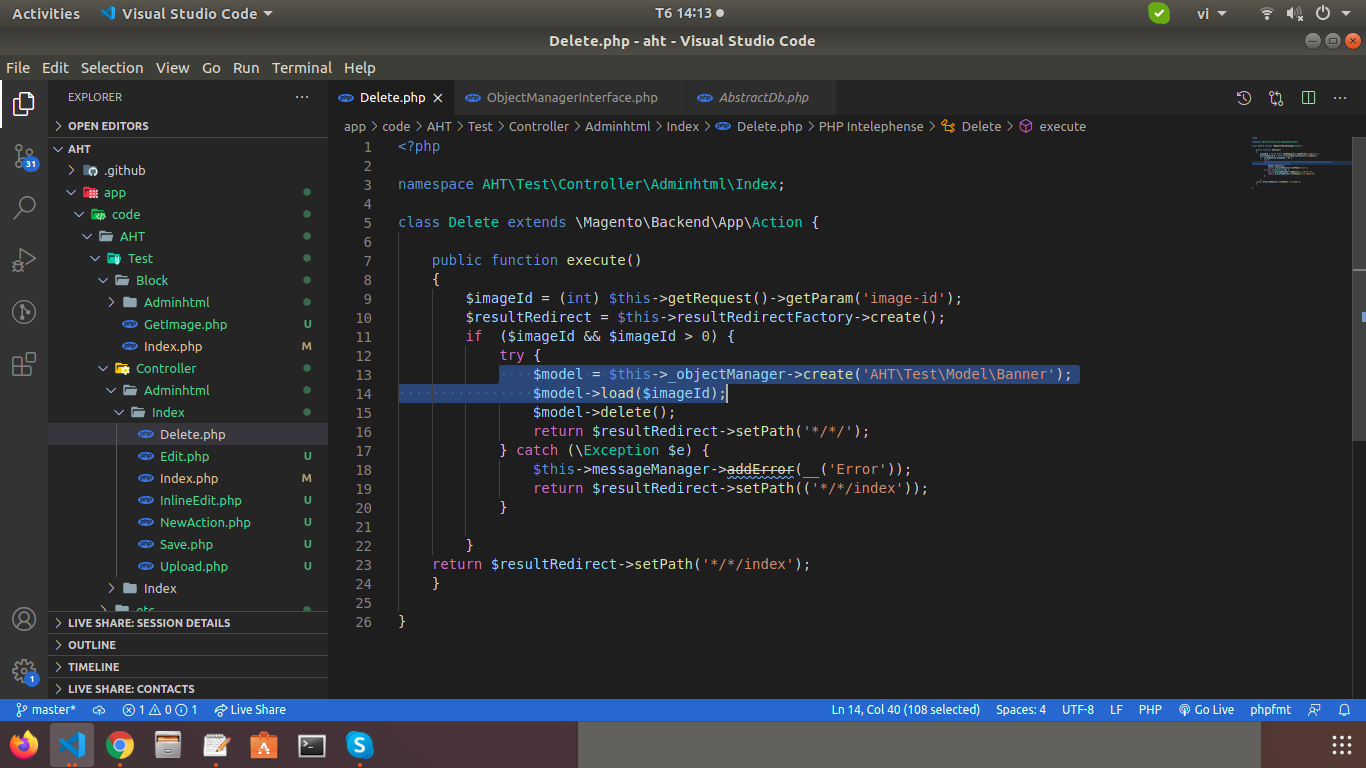 Activities
Visual Studio Code
T6 14:13
vi
Delete.php - aht - Visual Studio Code
File Edit Selection View Go Run Terminal Help
EXPLORER
OPEN EDITORS
AHT
.github
app
code
AHT
Test
Block
Adminhtml
GetImage.php U
Index.php M
Controller
Adminhtml
Index
Delete.php
Edit.php U
Index.php M
InlineEdit.php U
NewAction.php U
Save.php U
Upload.php U
Index
etc
LIVE SHARE: SESSION DETAILS
OUTLINE
TIMELINE
LIVE SHARE: CONTACTS
31
1
Delete.php
ObjectManagerInterface.php
AbstractDb.php
app > code > AHT > Test > Controller > Adminhtml > Index > Delete.php > PHP Intelephense > Delete > execute
1 <?php
2
3 namespace AHT\Test\Controller\Adminhtml\Index;
4
5 class Delete extends \Magento\Backend\App\Action {
6
7 public function execute()
8 {
9 $imageId = (int) $this->getRequest()->getParam('image-id');
10 $resultRedirect = $this->resultRedirectFactory->create();
11 if ($imageId && $imageId > 0) {
12 try {
13 $model = $this->_objectManager->create('AHT\Test\Model\Banner');
14 $model->load($imageId);
15 $model->delete();
16 return $resultRedirect->setPath('*/*/');
17 } catch (\Exception $e) {
18 $this->messageManager->addError(__('Error'));
19 return $resultRedirect->setPath(('*/*/index'));
20 }
21
22 }
23 return $resultRedirect->setPath('*/*/index');
24 }
25
26 }
master* 1 0 1 Live Share
Ln 14, Col 40 (108 selected) Spaces: 4 UTF-8 LF PHP Go Live phpfmt